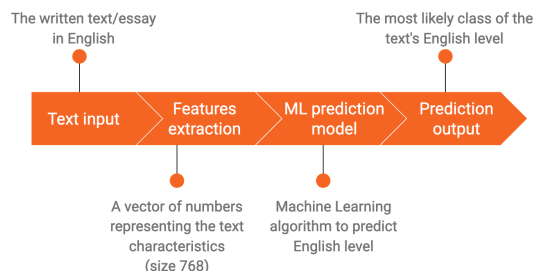 The written text/essay
in English
The most likely class of the
text's English level
Text input
Features
extraction
ML prediction
model
Prediction
output
A vector of numbers
representing the text
characteristics
(size 768)
Machine Learning
algorithm to predict
English level